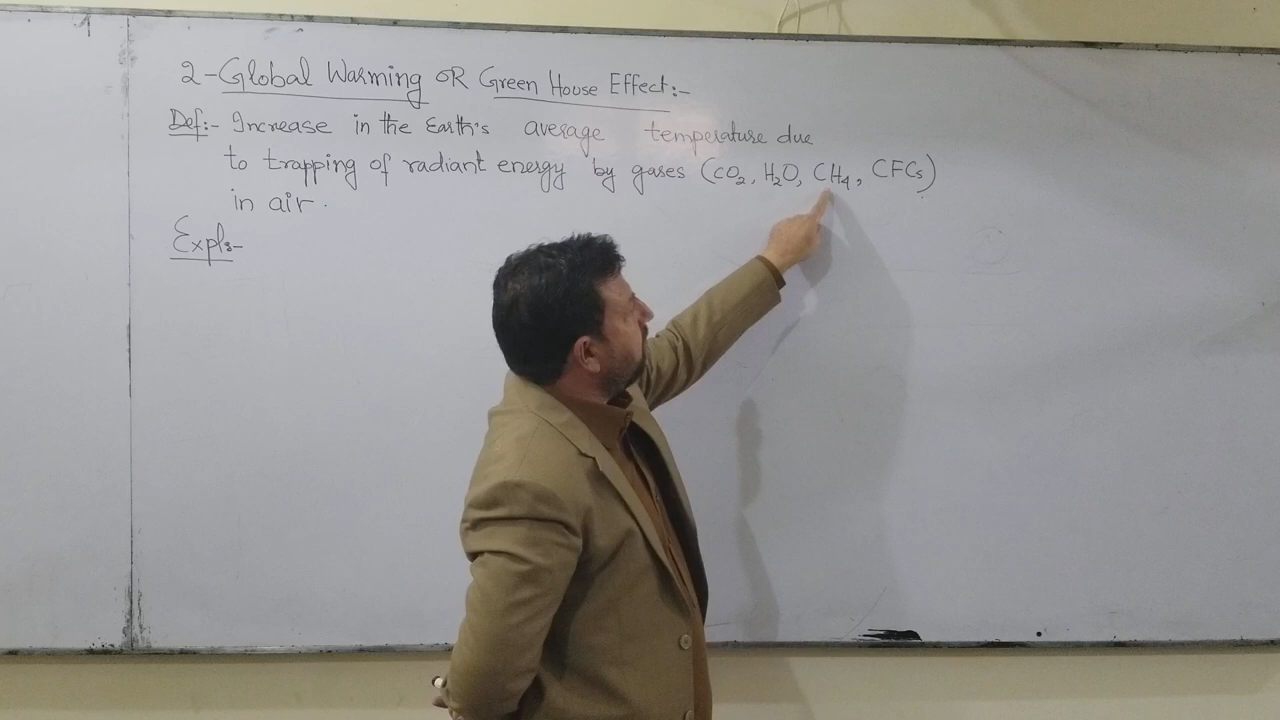 2-Global Warming OR Green House Effect:-
Def:- Increase in the Earth's average temperature due
to trapping of radiant energy by gases (CO₂, H₂O, CH₄, CFCs)
in air.
Expl:-